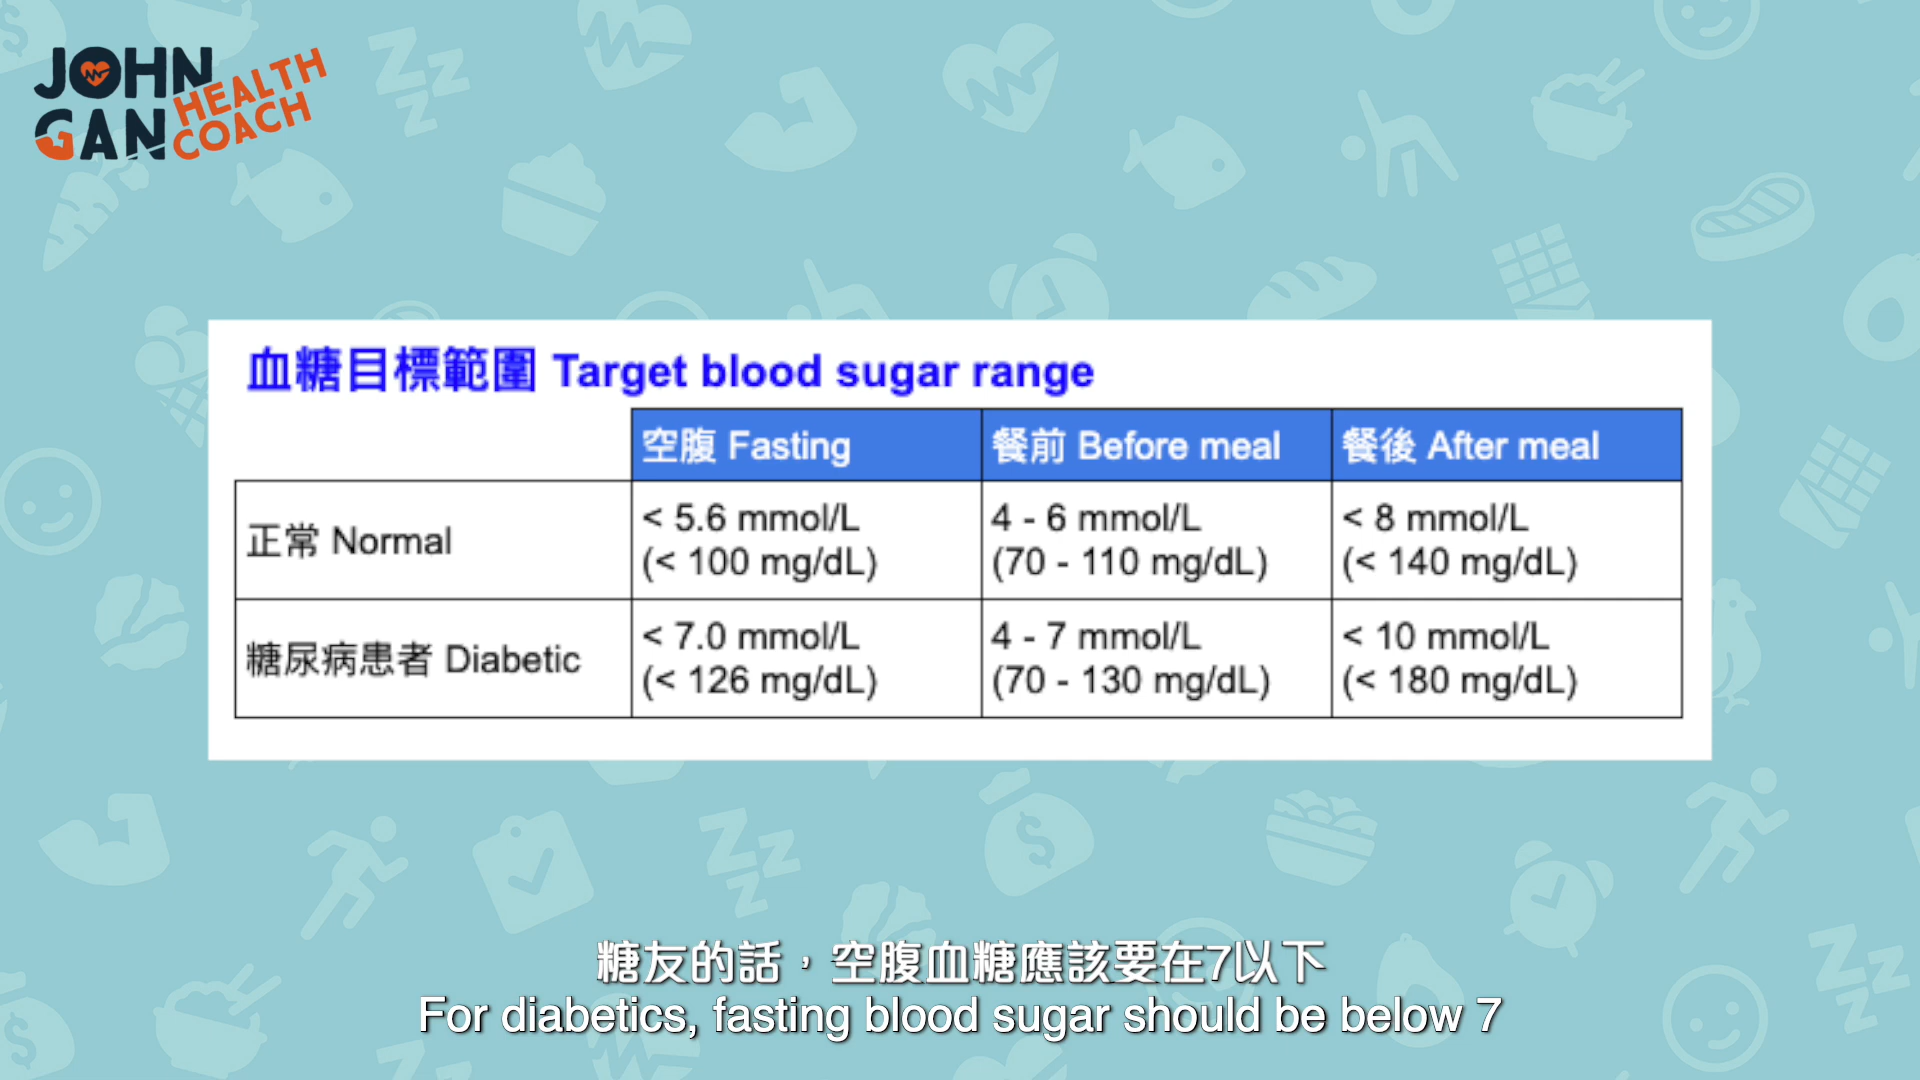 JOHN
GAN
HEALTH
COACH
血糖目標範圍 Target blood sugar range
空腹 Fasting
餐前 Before meal
餐後 After meal
正常 Normal
< 5.6 mmol/L
(< 100 mg/dL)
4 - 6 mmol/L
(70 - 110 mg/dL)
< 8 mmol/L
(< 140 mg/dL)
糖尿病患者 Diabetic
< 7.0 mmol/L
(< 126 mg/dL)
4 - 7 mmol/L
(70 - 130 mg/dL)
< 10 mmol/L
(< 180 mg/dL)
糖友的話，空腹血糖應該要在7以下
For diabetics, fasting blood sugar should be below 7